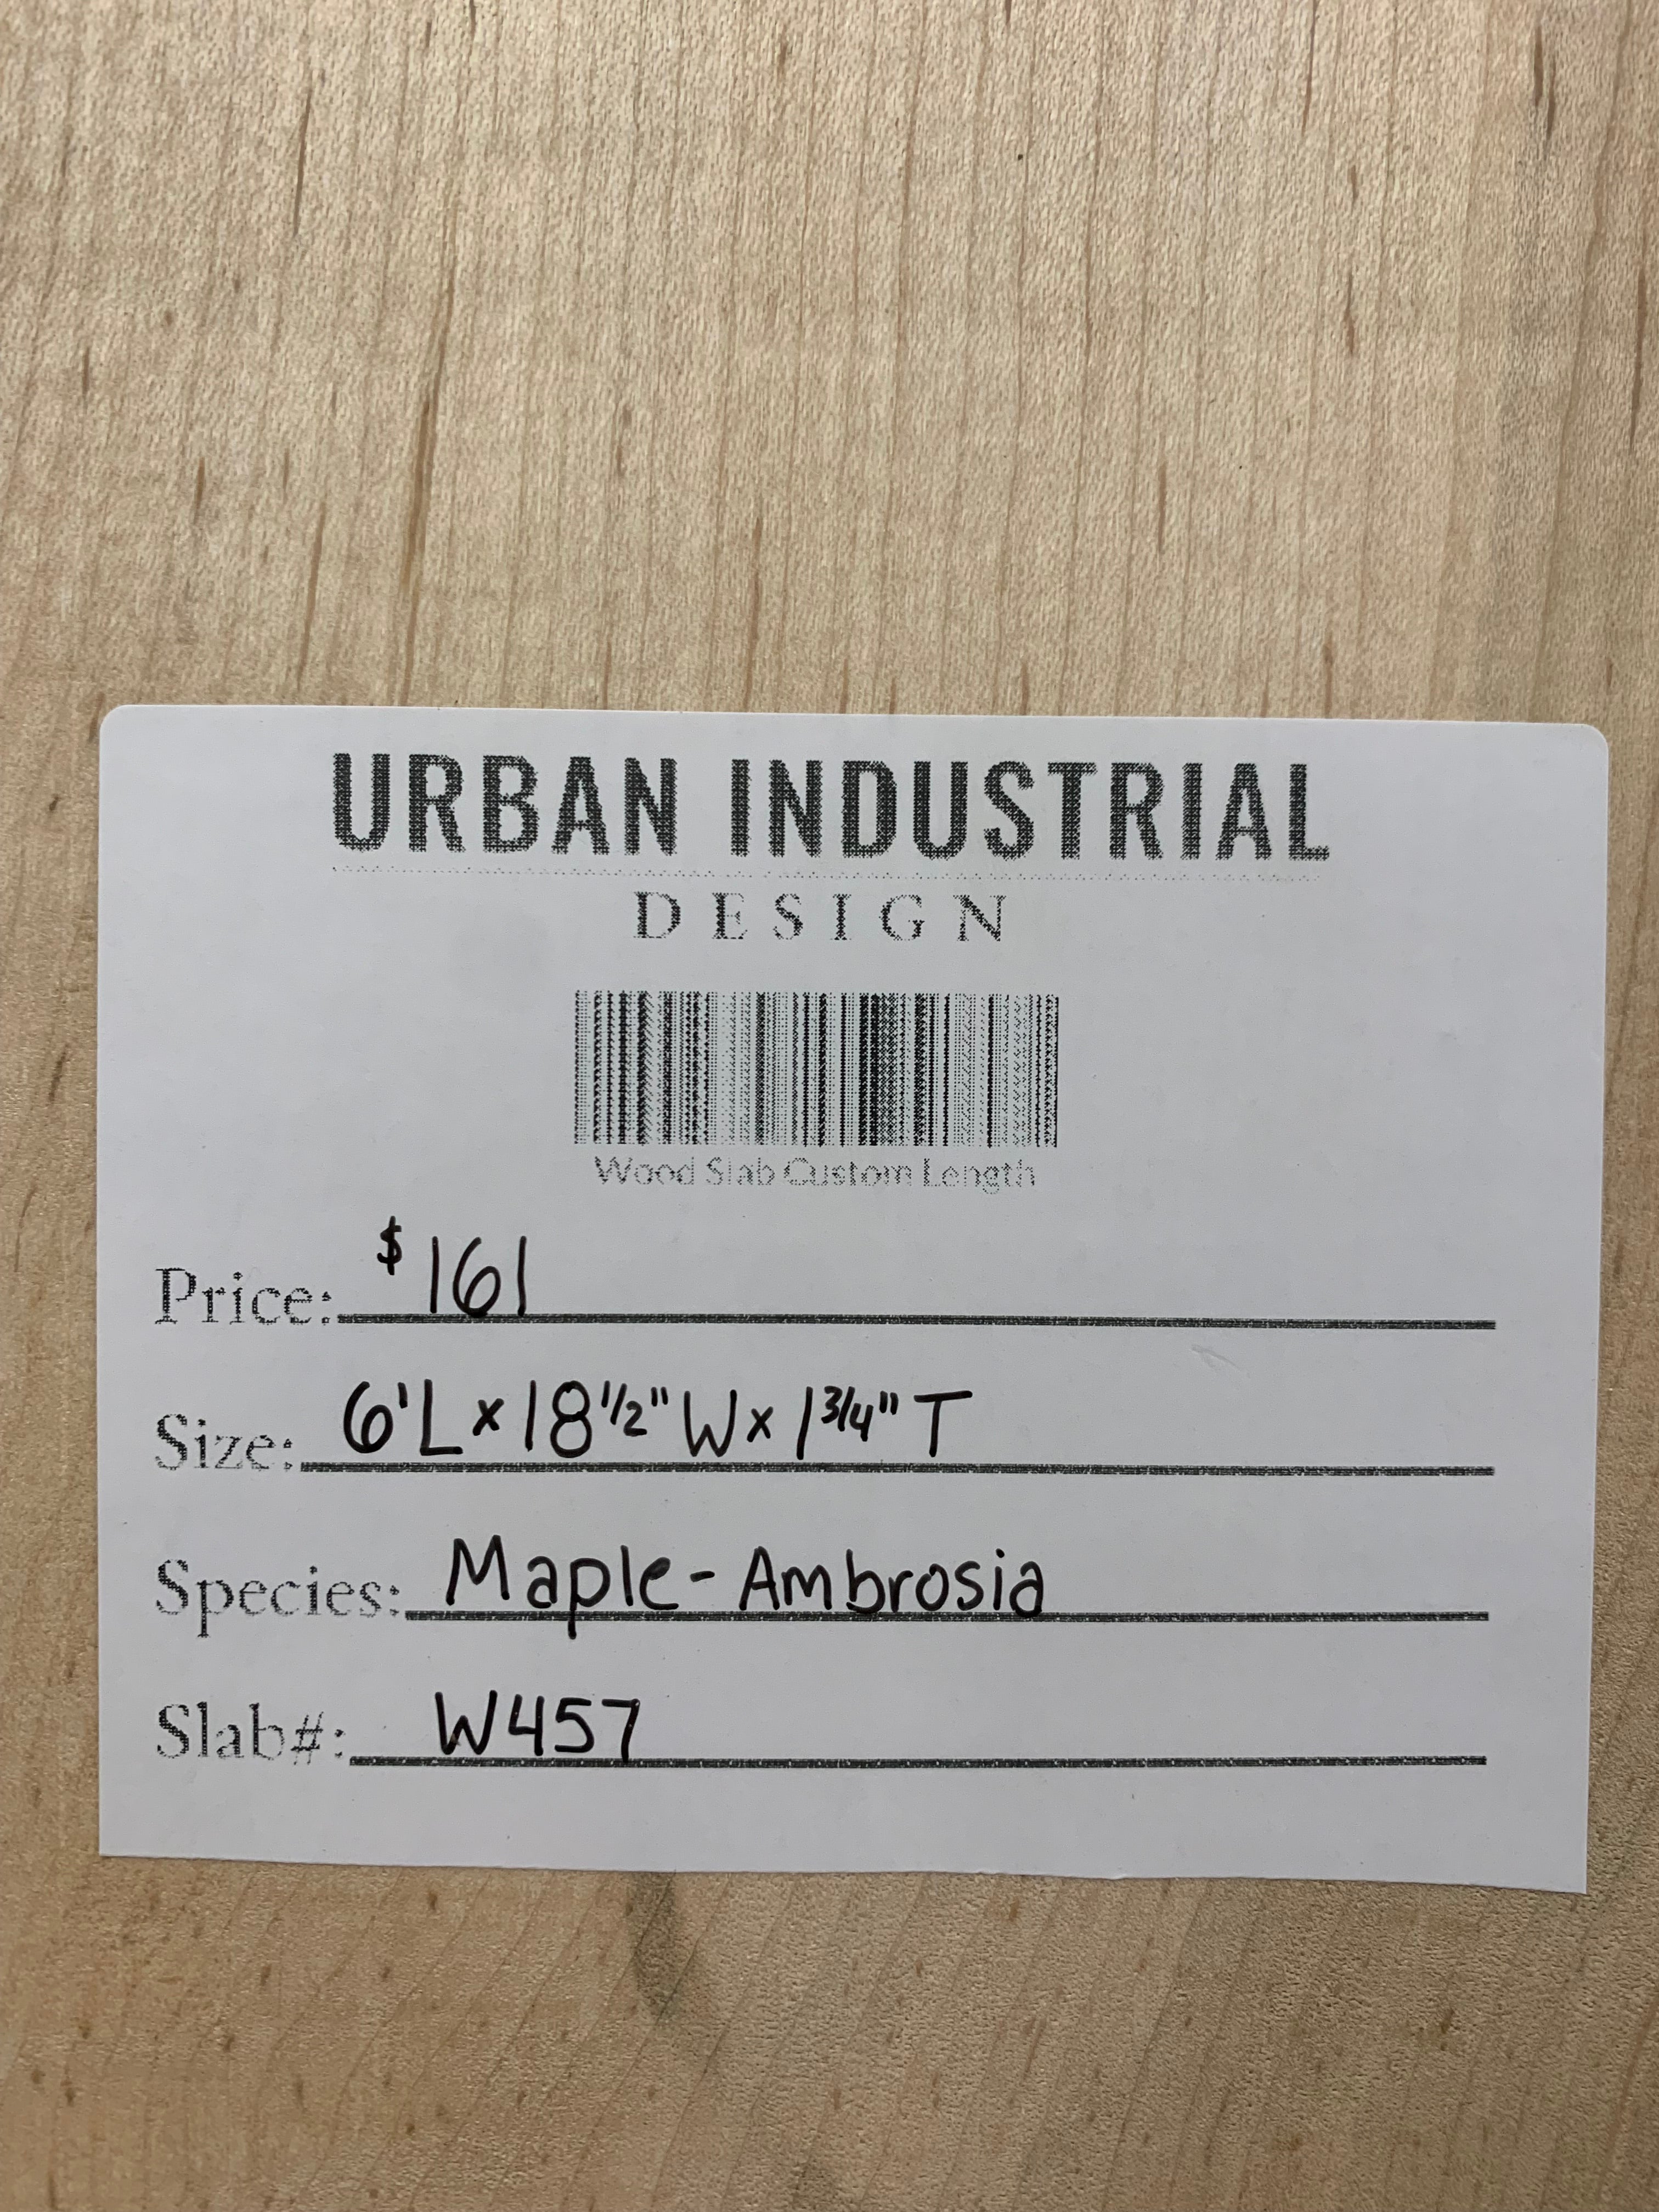 URBAN INDUSTRIAL
DESIGN
Wood Slab Custom Length
Price: $161
Size: 6'L x 18 1/2" W x 1 3/4" T
Species: Maple - Ambrosia
Slab#: W457